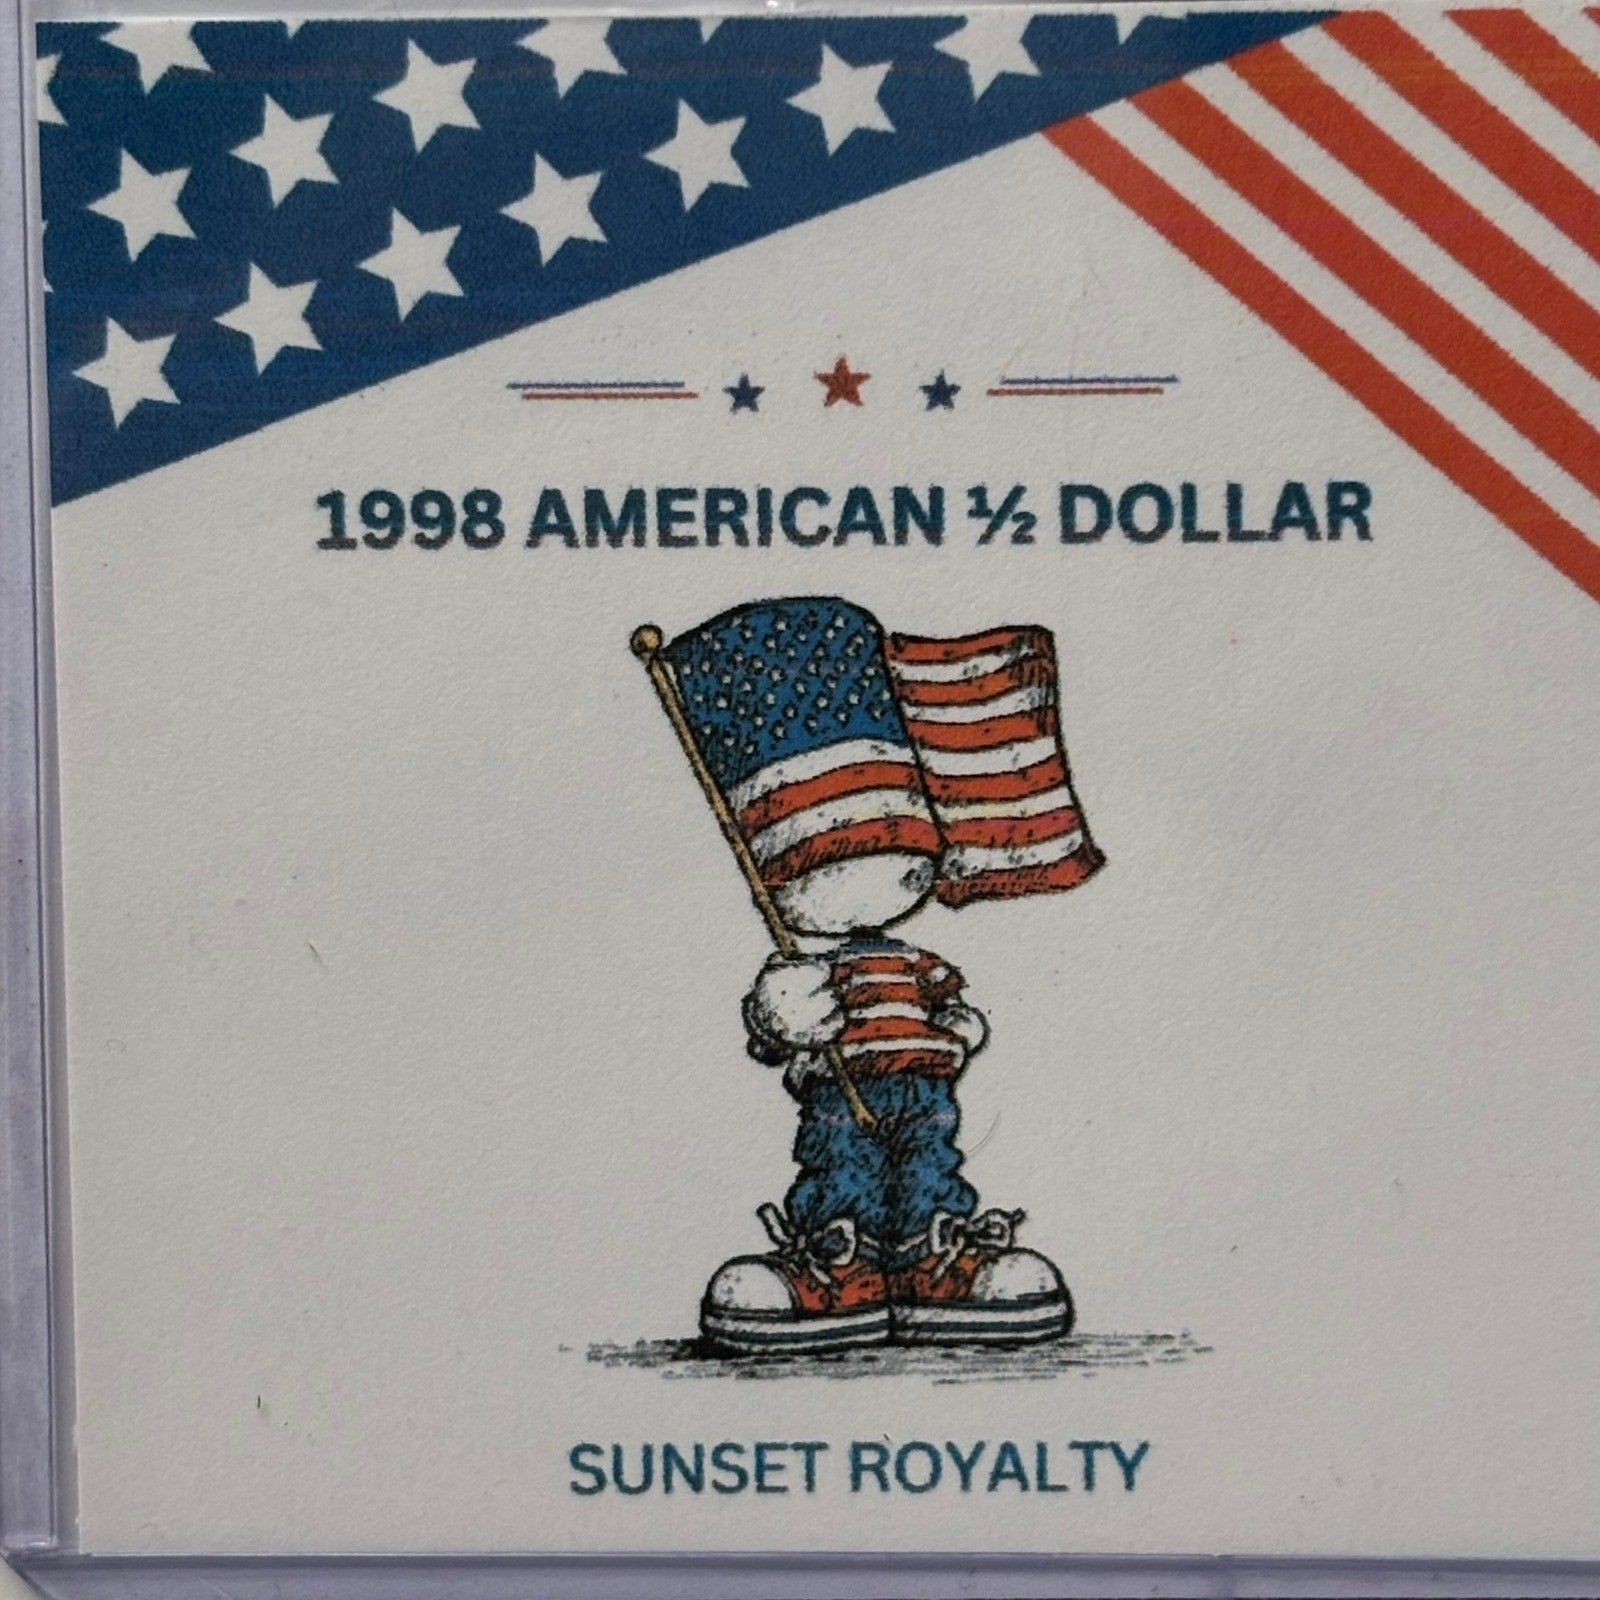 1998 AMERICAN ½ DOLLAR
SUNSET ROYALTY